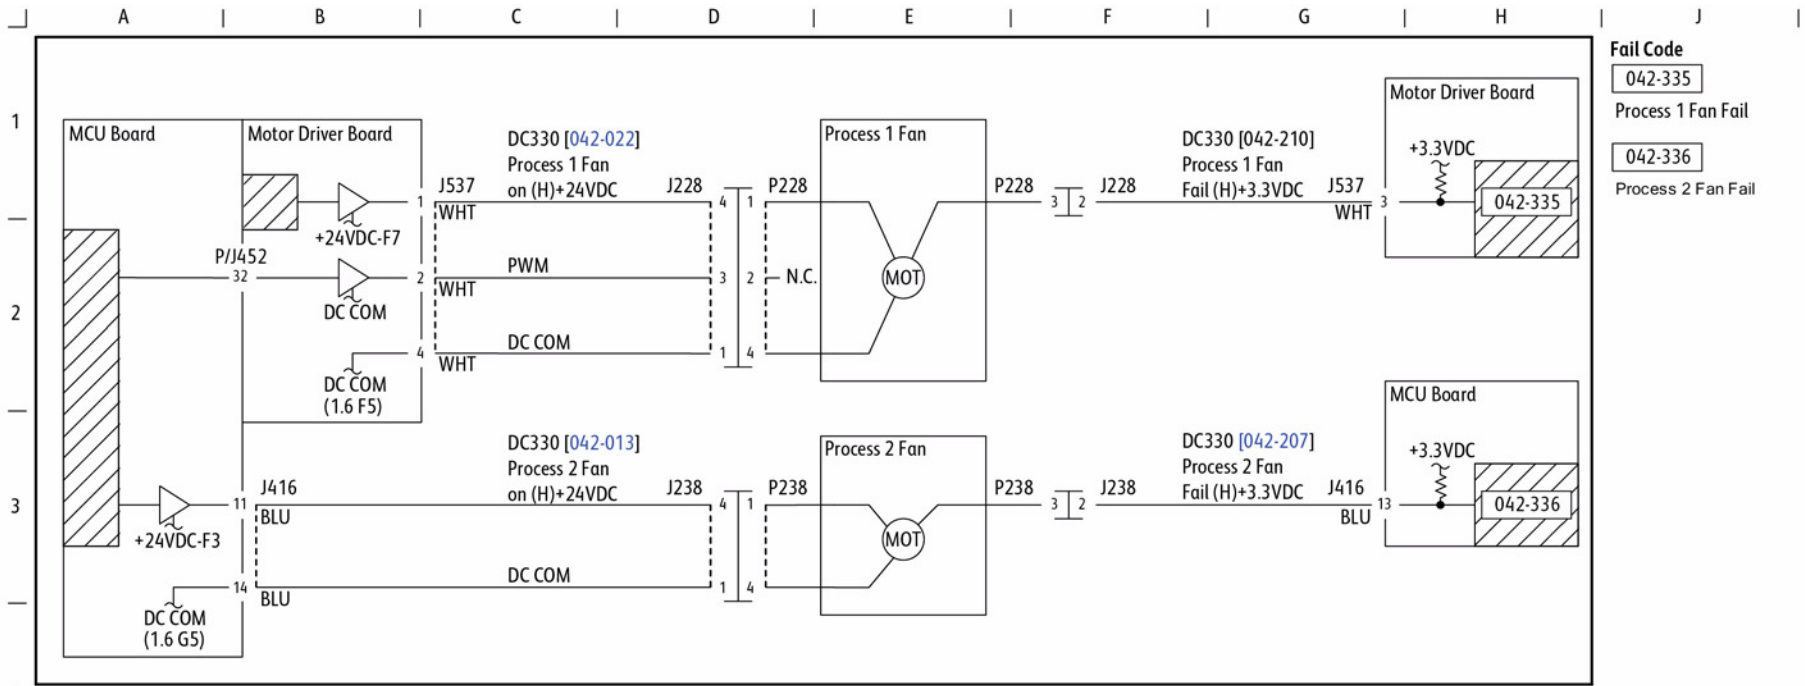 A | B | C | D | E | F | G | H | J
Fail Code
042-335
Process 1 Fan Fail
042-336
Process 2 Fan Fail
1
2
3
MCU Board
Motor Driver Board
+24VDC-F7
P/J452
32
DC COM
DC COM
(1.6 F5)
1
2
4
J537
WHT
WHT
WHT
DC330 [042-022]
Process 1 Fan
on (H)+24VDC
PWM
DC COM
J228
4
3
1
P228
1
2
4
N.C.
Process 1 Fan
MOT
P228
3
2
J228
DC330 [042-210]
Process 1 Fan
Fail (H)+3.3VDC
J537
WHT
3
Motor Driver Board
+3.3VDC
042-335
+24VDC-F3
DC COM
(1.6 G5)
11
14
J416
BLU
BLU
DC330 [042-013]
Process 2 Fan
on (H)+24VDC
DC COM
J238
4
1
P238
1
4
Process 2 Fan
MOT
P238
3
2
J238
DC330 [042-207]
Process 2 Fan
Fail (H)+3.3VDC
J416
BLU
13
MCU Board
+3.3VDC
042-336